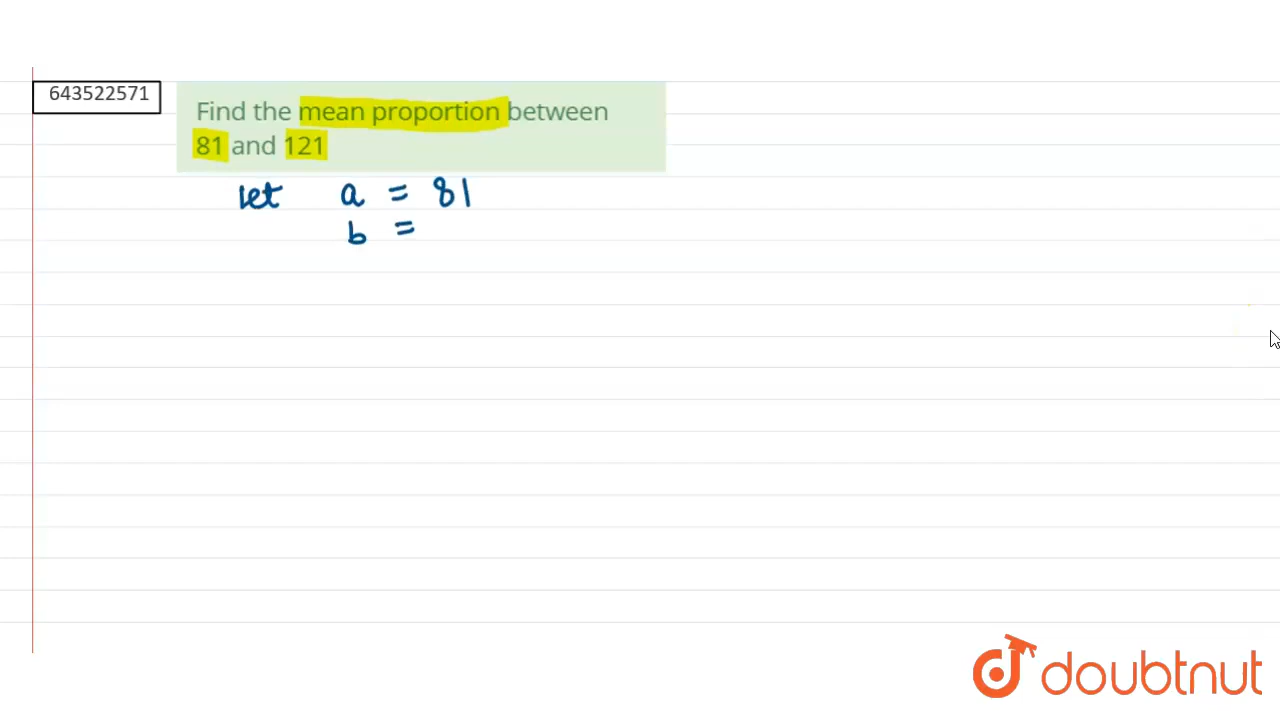 643522571
Find the mean proportion between
81 and 121
let a = 81
b =
doubtnut